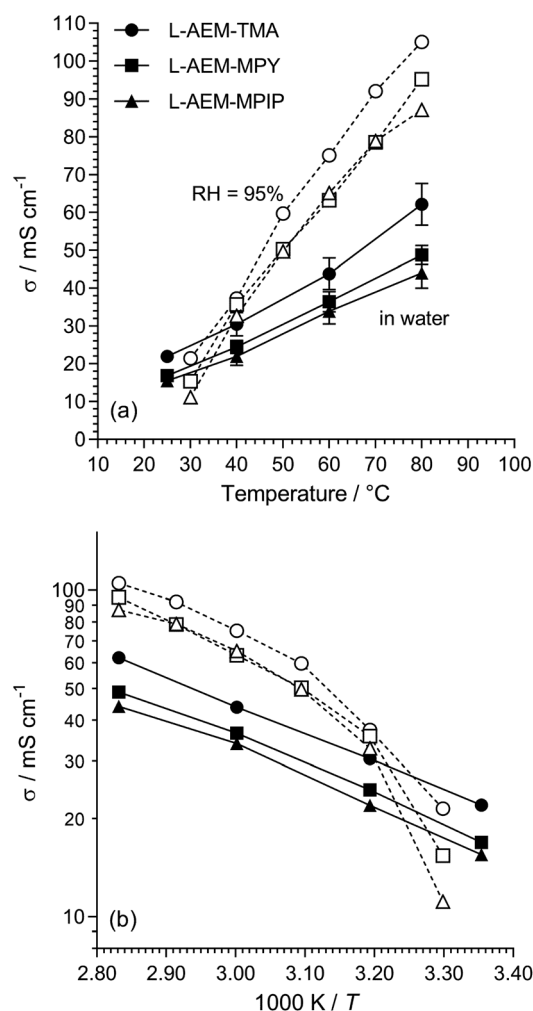 110
100
90
80
70
60
50
40
30
20
10
0
σ / mS cm⁻¹
L-AEM-TMA
L-AEM-MPY
L-AEM-MPIP
RH = 95%
in water
(a)
10 20 30 40 50 60 70 80 90 100
Temperature / °C
100
90
80
70
60
50
40
30
20
10
σ / mS cm⁻¹
(b)
2.80 2.90 3.00 3.10 3.20 3.30 3.40
1000 K / T